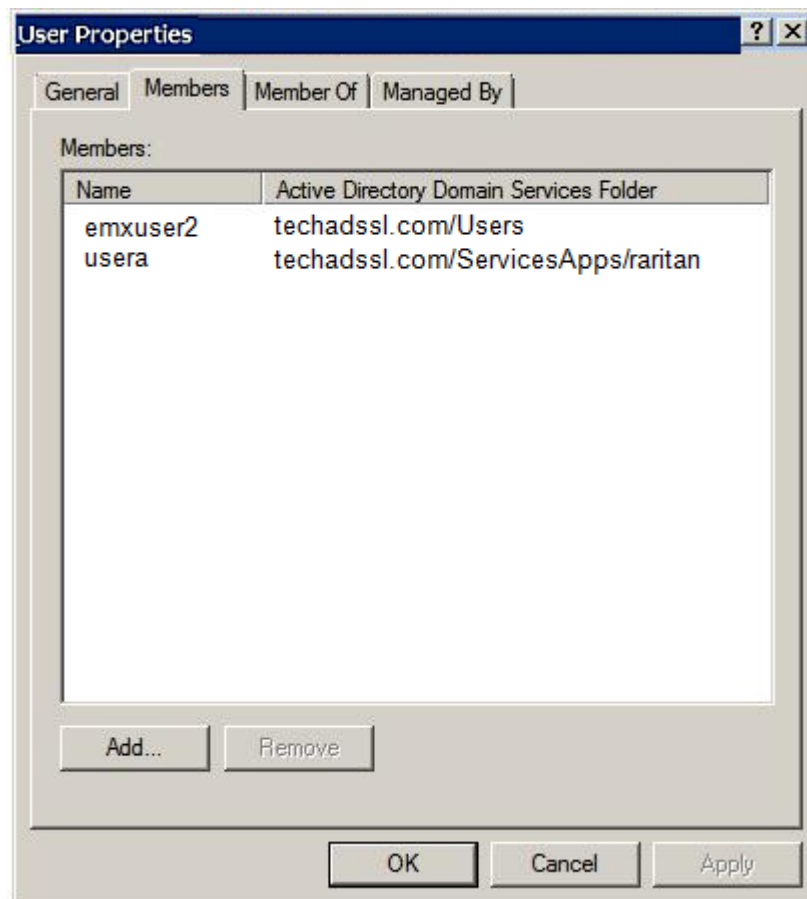 User Properties ? X
General Members Member Of Managed By
Members:
Name Active Directory Domain Services Folder
emxuser2 techadssl.com/Users
usera techadssl.com/ServicesApps/raritan
Add... Remove
OK Cancel Apply